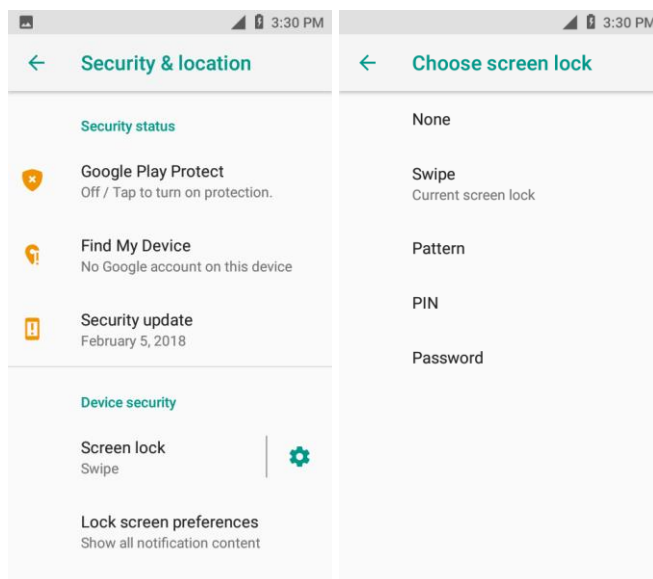 3:30 PM
Security & location
Security status
Google Play Protect
Off / Tap to turn on protection.
Find My Device
No Google account on this device
Security update
February 5, 2018
Device security
Screen lock
Swipe
Lock screen preferences
Show all notification content
3:30 PM
Choose screen lock
None
Swipe
Current screen lock
Pattern
PIN
Password